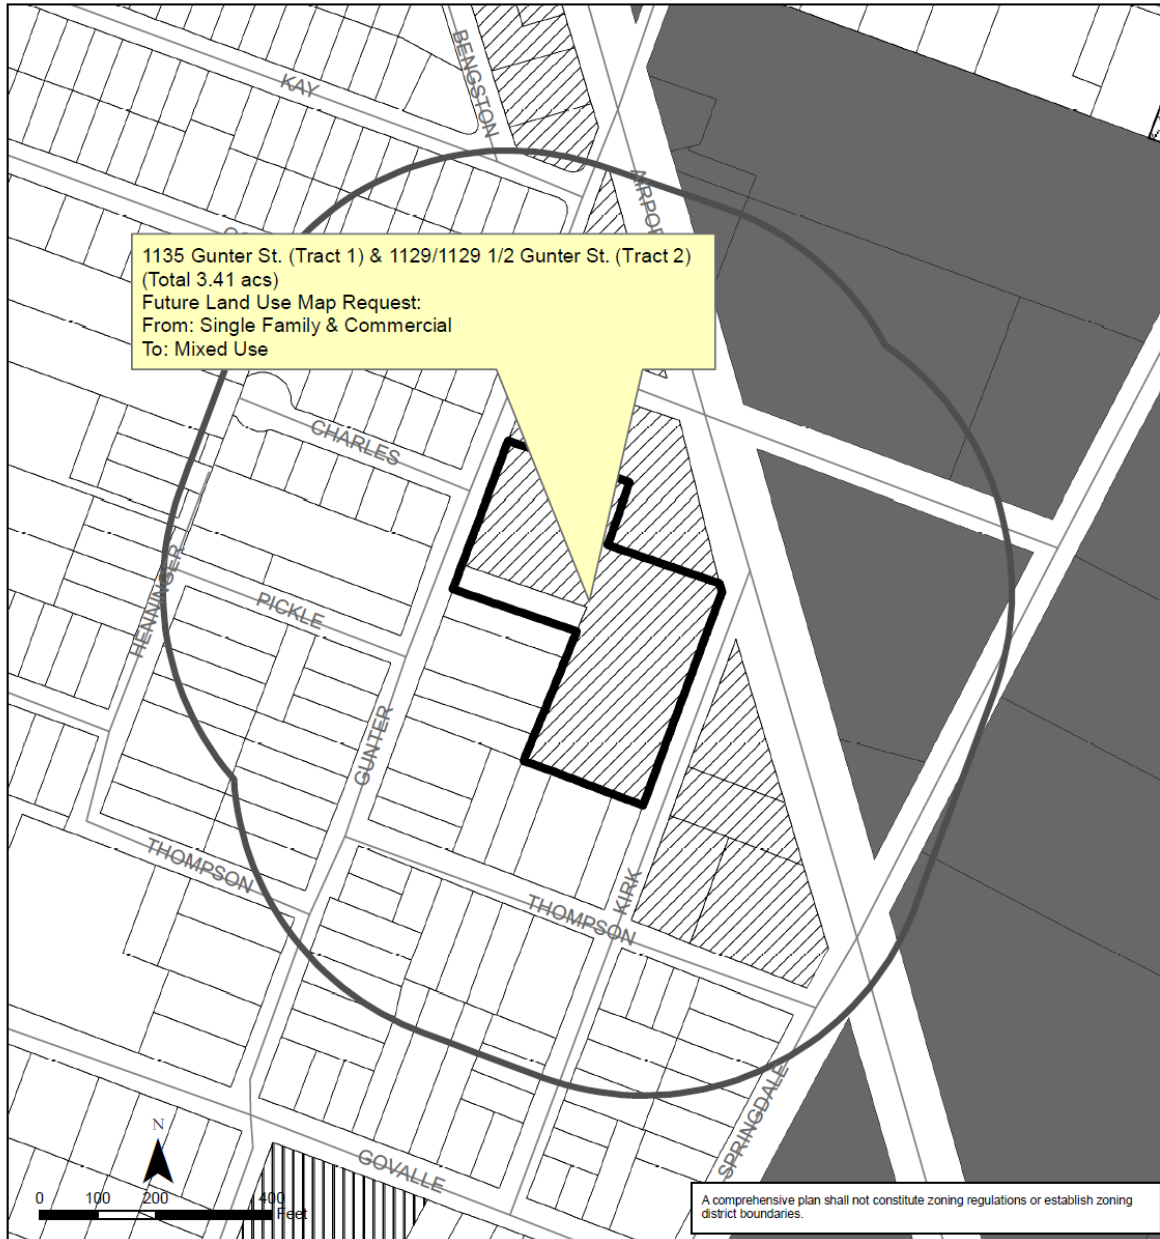 BENGSTON
KAY
AIRPOR
1135 Gunter St. (Tract 1) & 1129/1129 1/2 Gunter St. (Tract 2)
(Total 3.41 acs)
Future Land Use Map Request:
From: Single Family & Commercial
To: Mixed Use
CHARLES
HENNINGER
PICKLE
GUNTER
THOMPSON
KIRK
THOMPSON
SPRINGDALE
GOVALLE
N
0 100 200 400
Feet
A comprehensive plan shall not constitute zoning regulations or establish zoning
district boundaries.